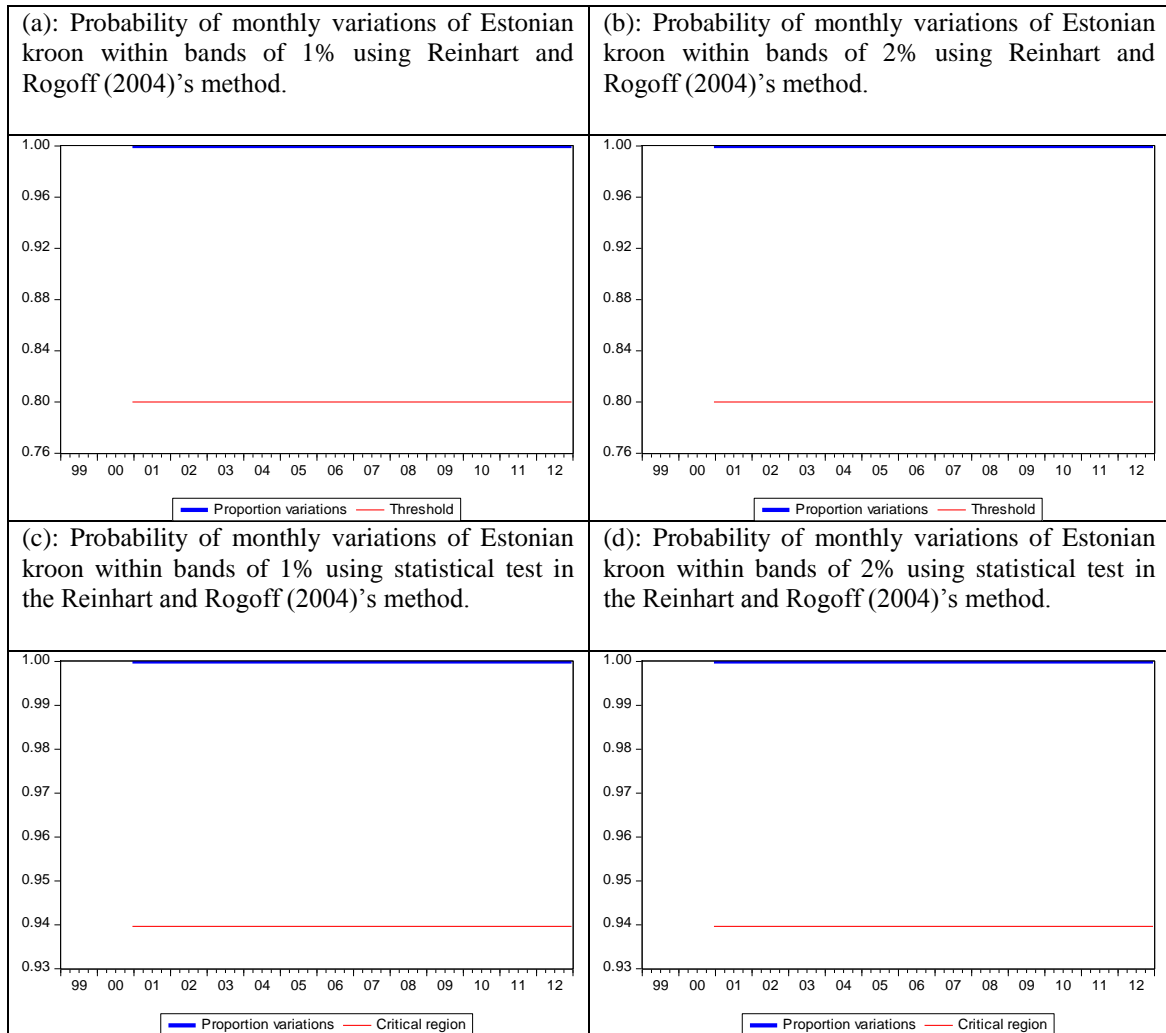 (a): Probability of monthly variations of Estonian
kroon within bands of 1% using Reinhart and
Rogoff (2004)’s method.
(b): Probability of monthly variations of Estonian
kroon within bands of 2% using Reinhart and
Rogoff (2004)’s method.
1.00
0.96
0.92
0.88
0.84
0.80
0.76
99 00 01 02 03 04 05 06 07 08 09 10 11 12
Proportion variations Threshold
1.00
0.96
0.92
0.88
0.84
0.80
0.76
99 00 01 02 03 04 05 06 07 08 09 10 11 12
Proportion variations Threshold
(c): Probability of monthly variations of Estonian
kroon within bands of 1% using statistical test in
the Reinhart and Rogoff (2004)’s method.
(d): Probability of monthly variations of Estonian
kroon within bands of 2% using statistical test in
the Reinhart and Rogoff (2004)’s method.
1.00
0.99
0.98
0.97
0.96
0.95
0.94
0.93
99 00 01 02 03 04 05 06 07 08 09 10 11 12
Proportion variations Critical region
1.00
0.99
0.98
0.97
0.96
0.95
0.94
0.93
99 00 01 02 03 04 05 06 07 08 09 10 11 12
Proportion variations Critical region